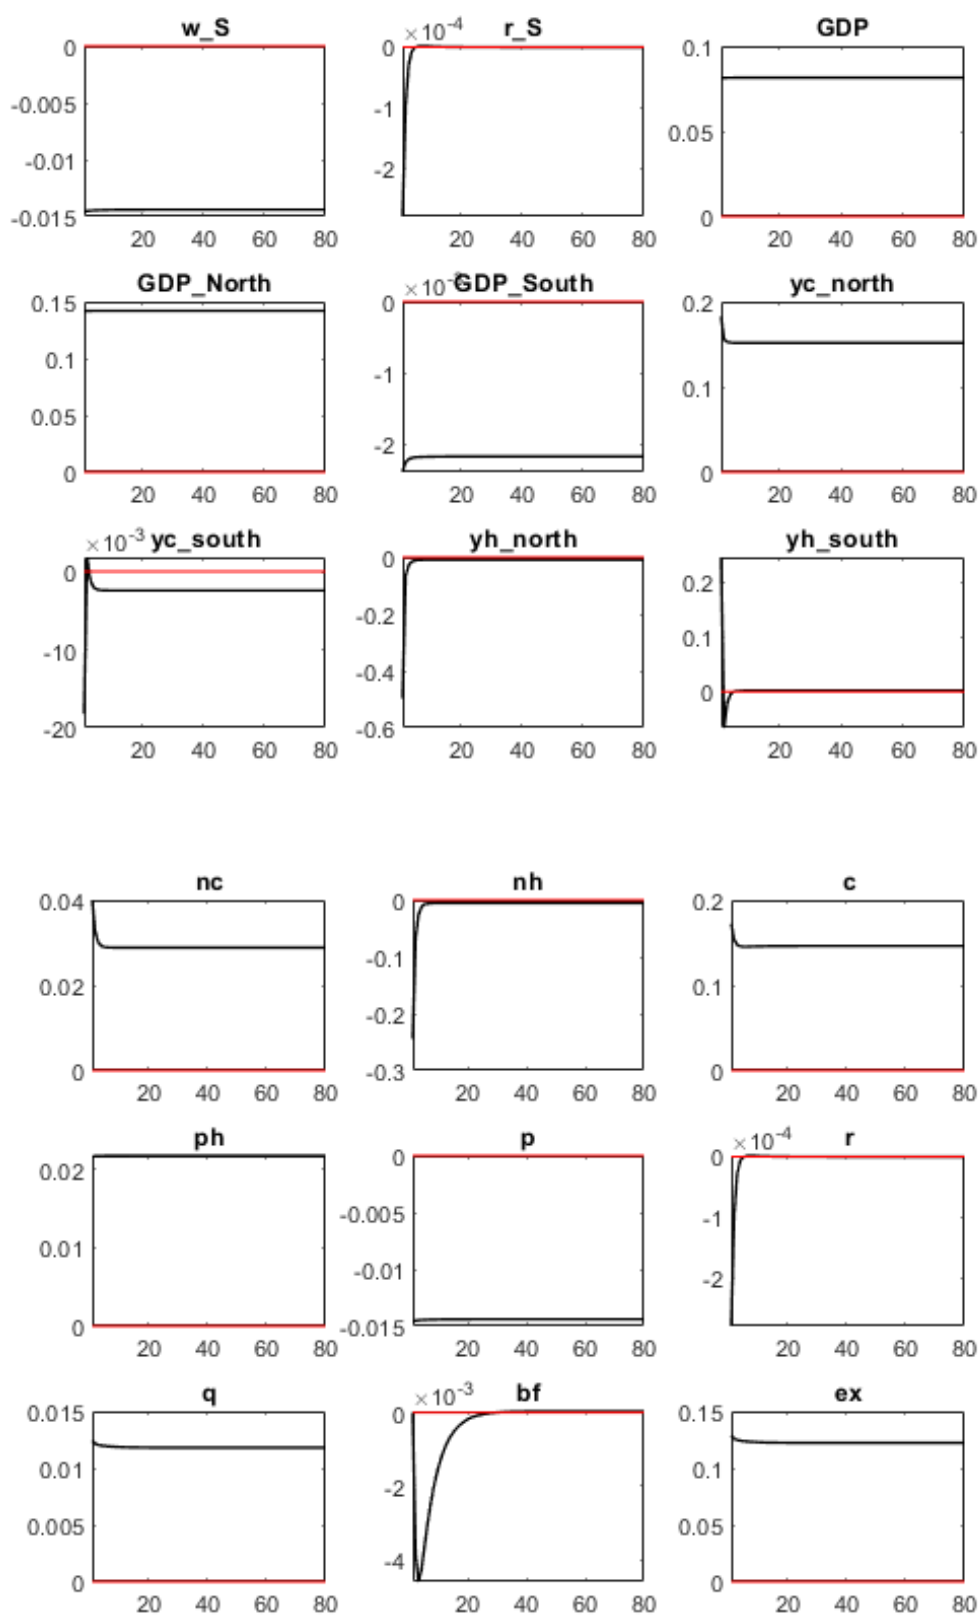 w_S r_S GDP
0 ×10⁻⁴ 0 0.1
-0.005 -1 0.05
-0.01 -2
-0.015 0
20 40 60 80 20 40 60 80 20 40 60 80
GDP_North GDP_South yc_north
0.15 0 0.2
0.1 -1 0.1
0.05 -2
0 0
20 40 60 80 20 40 60 80 20 40 60 80
×10⁻³ yc_south yh_north yh_south
0 0 0.2
-10 -0.2 0.1
-0.4 0
-20 -0.6
20 40 60 80 20 40 60 80 20 40 60 80
nc nh c
0.04 0 0.2
0.02 -0.1 0.1
-0.2
0 -0.3 0
20 40 60 80 20 40 60 80 20 40 60 80
ph p ×10⁻⁴ r
0.02 0 0
0.01 -0.005 -1
-0.01 -2
0 -0.015
20 40 60 80 20 40 60 80 20 40 60 80
q ×10⁻³ bf ex
0.015 0 0.15
0.01 -2 0.1
0.005 -4 0.05
0 0
20 40 60 80 20 40 60 80 20 40 60 80